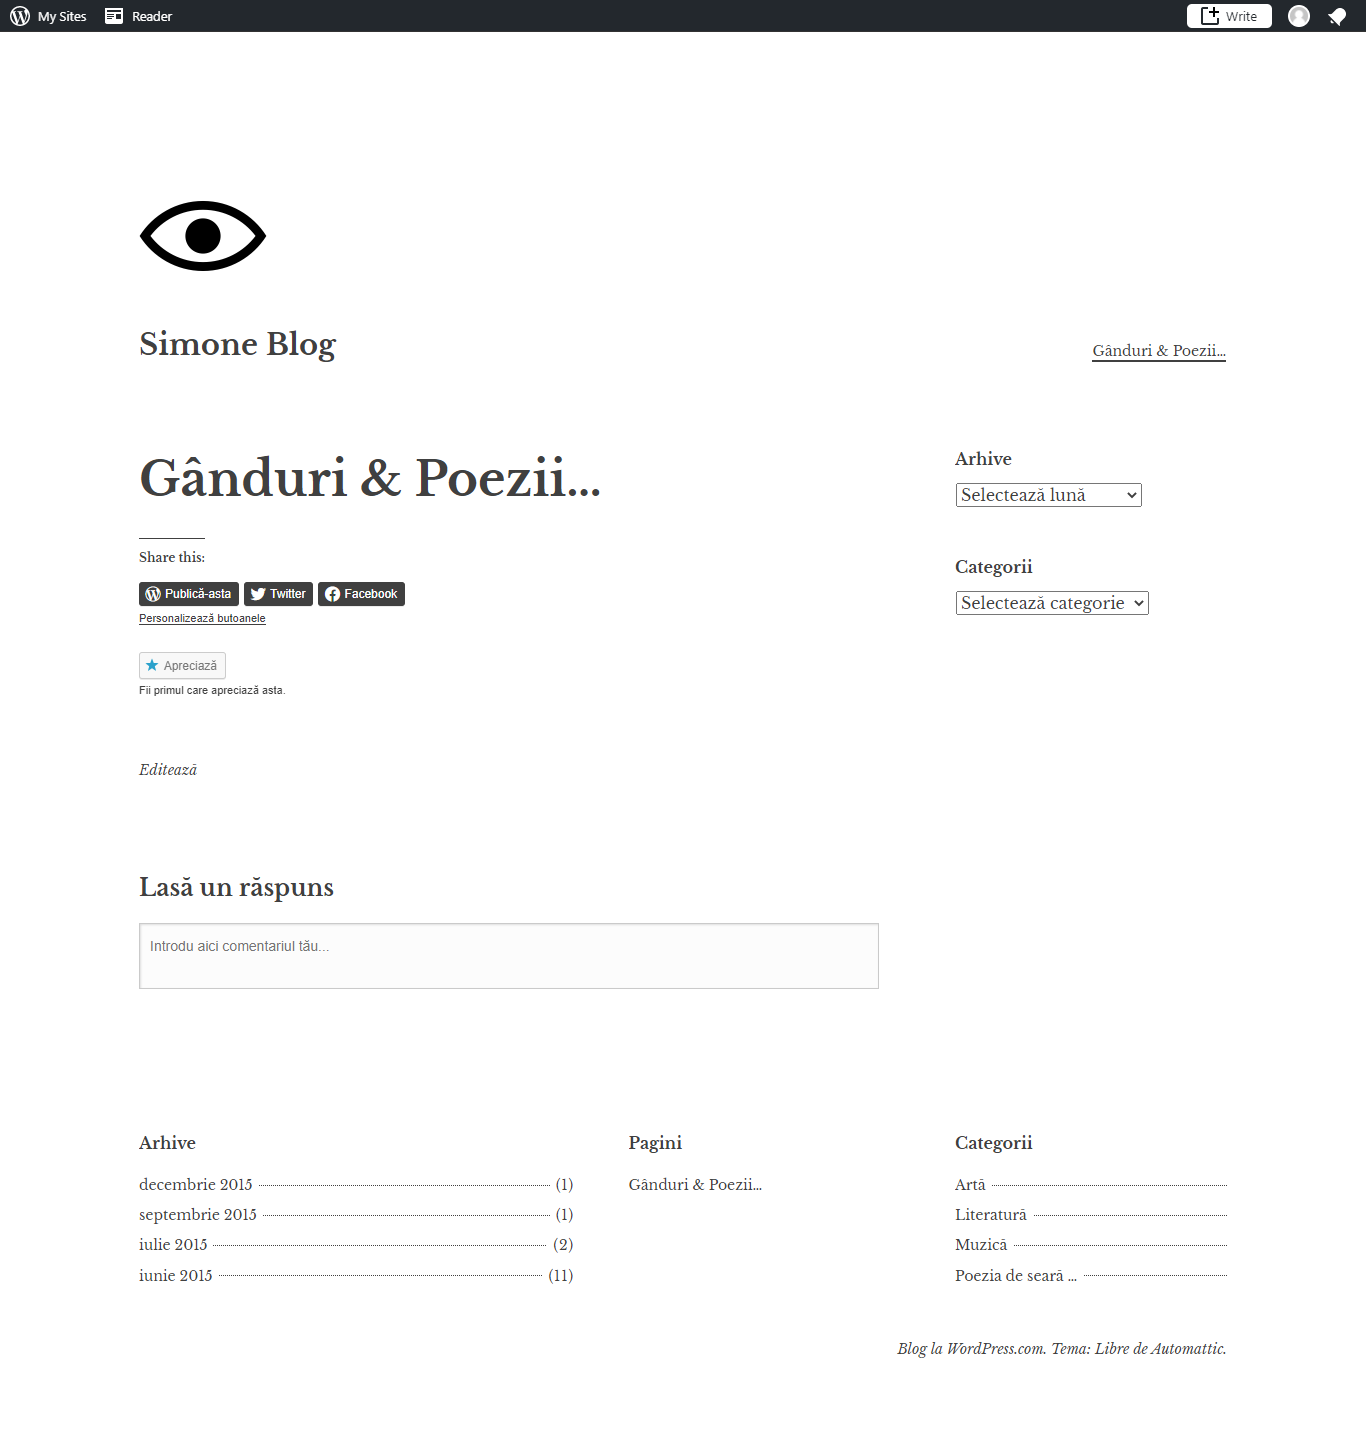 My Sites
Reader
Write
Simone Blog
Gânduri & Poezii...
Gânduri & Poezii...
Share this:
Publică-asta
Twitter
Facebook
Personalizează butoanele
Apreciază
Fii primul care apreciază asta.
Editează
Arhive
Selectează lună
Categorii
Selectează categorie
Lasă un răspuns
Introdu aici comentariul tău...
Arhive
decembrie 2015 (1)
septembrie 2015 (1)
iulie 2015 (2)
iunie 2015 (11)
Pagini
Gânduri & Poezii...
Categorii
Artă
Literatură
Muzică
Poezia de seară ...
Blog la WordPress.com. Tema: Libre de Automattic.